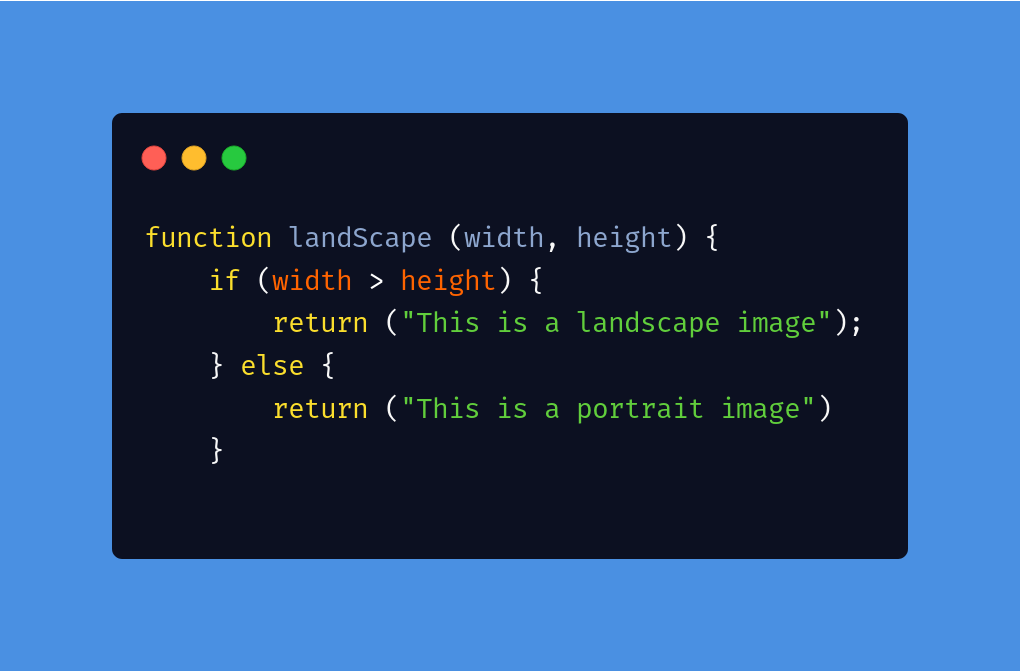 function landScape (width, height) {
    if (width > height) {
        return ("This is a landscape image");
    } else {
        return ("This is a portrait image")
    }